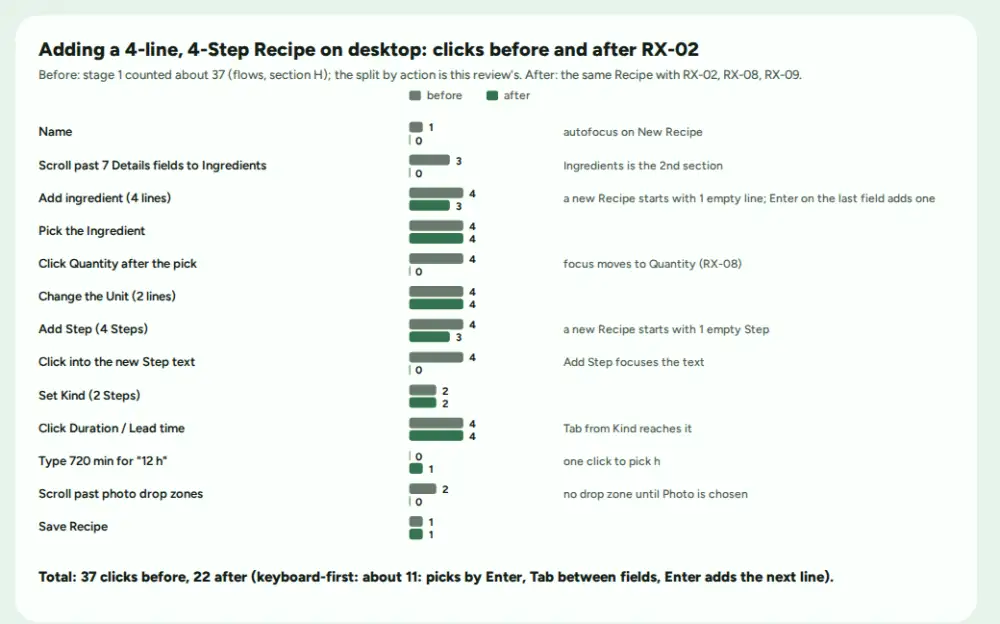 Adding a 4-line, 4-Step Recipe on desktop: clicks before and after RX-02
Before: stage 1 counted about 37 (flows, section H); the split by action is this review's. After: the same Recipe with RX-02, RX-08, RX-09.
before after
Name 1 autofocus on New Recipe
0
Scroll past 7 Details fields to Ingredients 3 Ingredients is the 2nd section
0
Add ingredient (4 lines) 4 a new Recipe starts with 1 empty line; Enter on the last field adds one
3
Pick the Ingredient 4
4
Click Quantity after the pick 4 focus moves to Quantity (RX-08)
0
Change the Unit (2 lines) 4
4
Add Step (4 Steps) 4 a new Recipe starts with 1 empty Step
3
Click into the new Step text 4 Add Step focuses the text
0
Set Kind (2 Steps) 2
2
Click Duration / Lead time 4 Tab from Kind reaches it
4
Type 720 min for "12 h" 0 one click to pick h
1
Scroll past photo drop zones 2 no drop zone until Photo is chosen
0
Save Recipe 1
1
Total: 37 clicks before, 22 after (keyboard-first: about 11: picks by Enter, Tab between fields, Enter adds the next line).